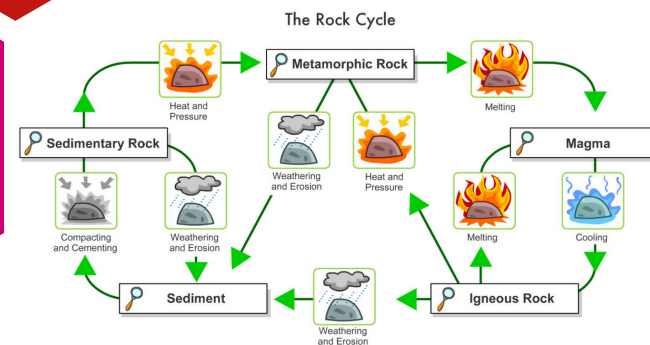 The Rock Cycle
Metamorphic Rock
Heat and
Pressure
Melting
Sedimentary Rock
Magma
Weathering
and Erosion
Heat and
Pressure
Compacting
and Cementing
Weathering
and Erosion
Melting
Cooling
Sediment
Igneous Rock
Weathering
and Erosion